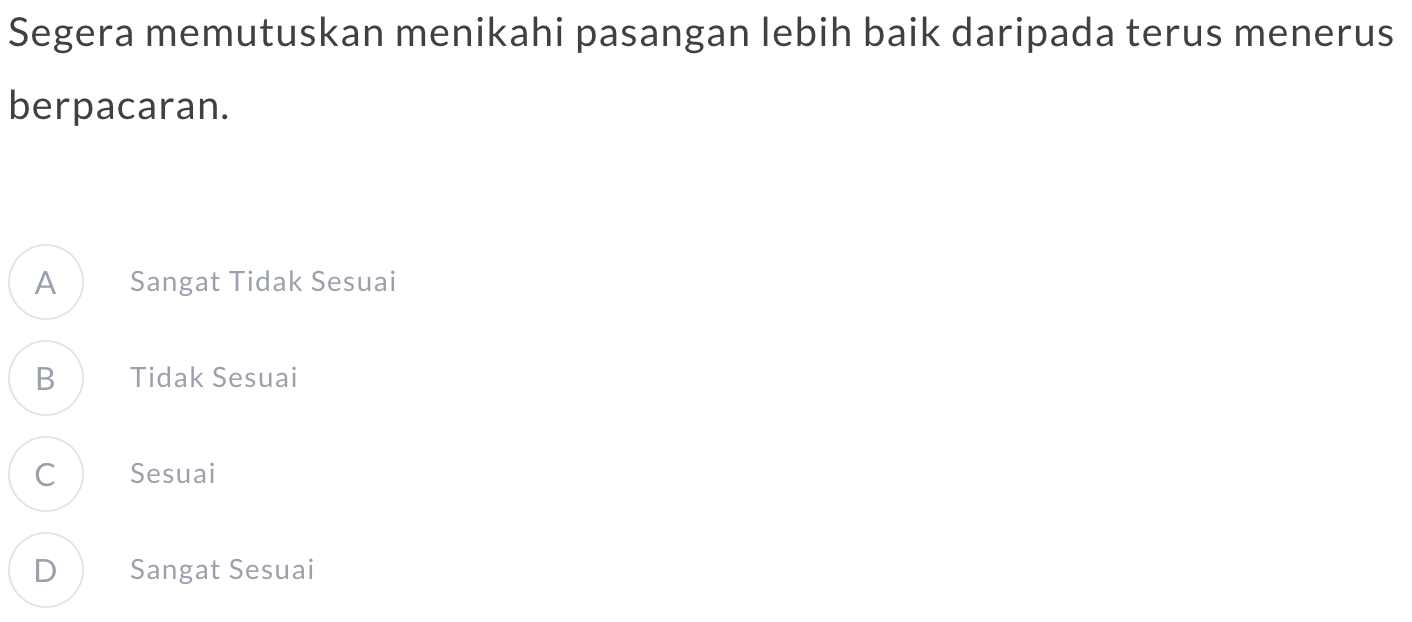 Segera memutuskan menikahi pasangan lebih baik daripada terus menerus
berpacaran.
A Sangat Tidak Sesuai
B Tidak Sesuai
C Sesuai
D Sangat Sesuai